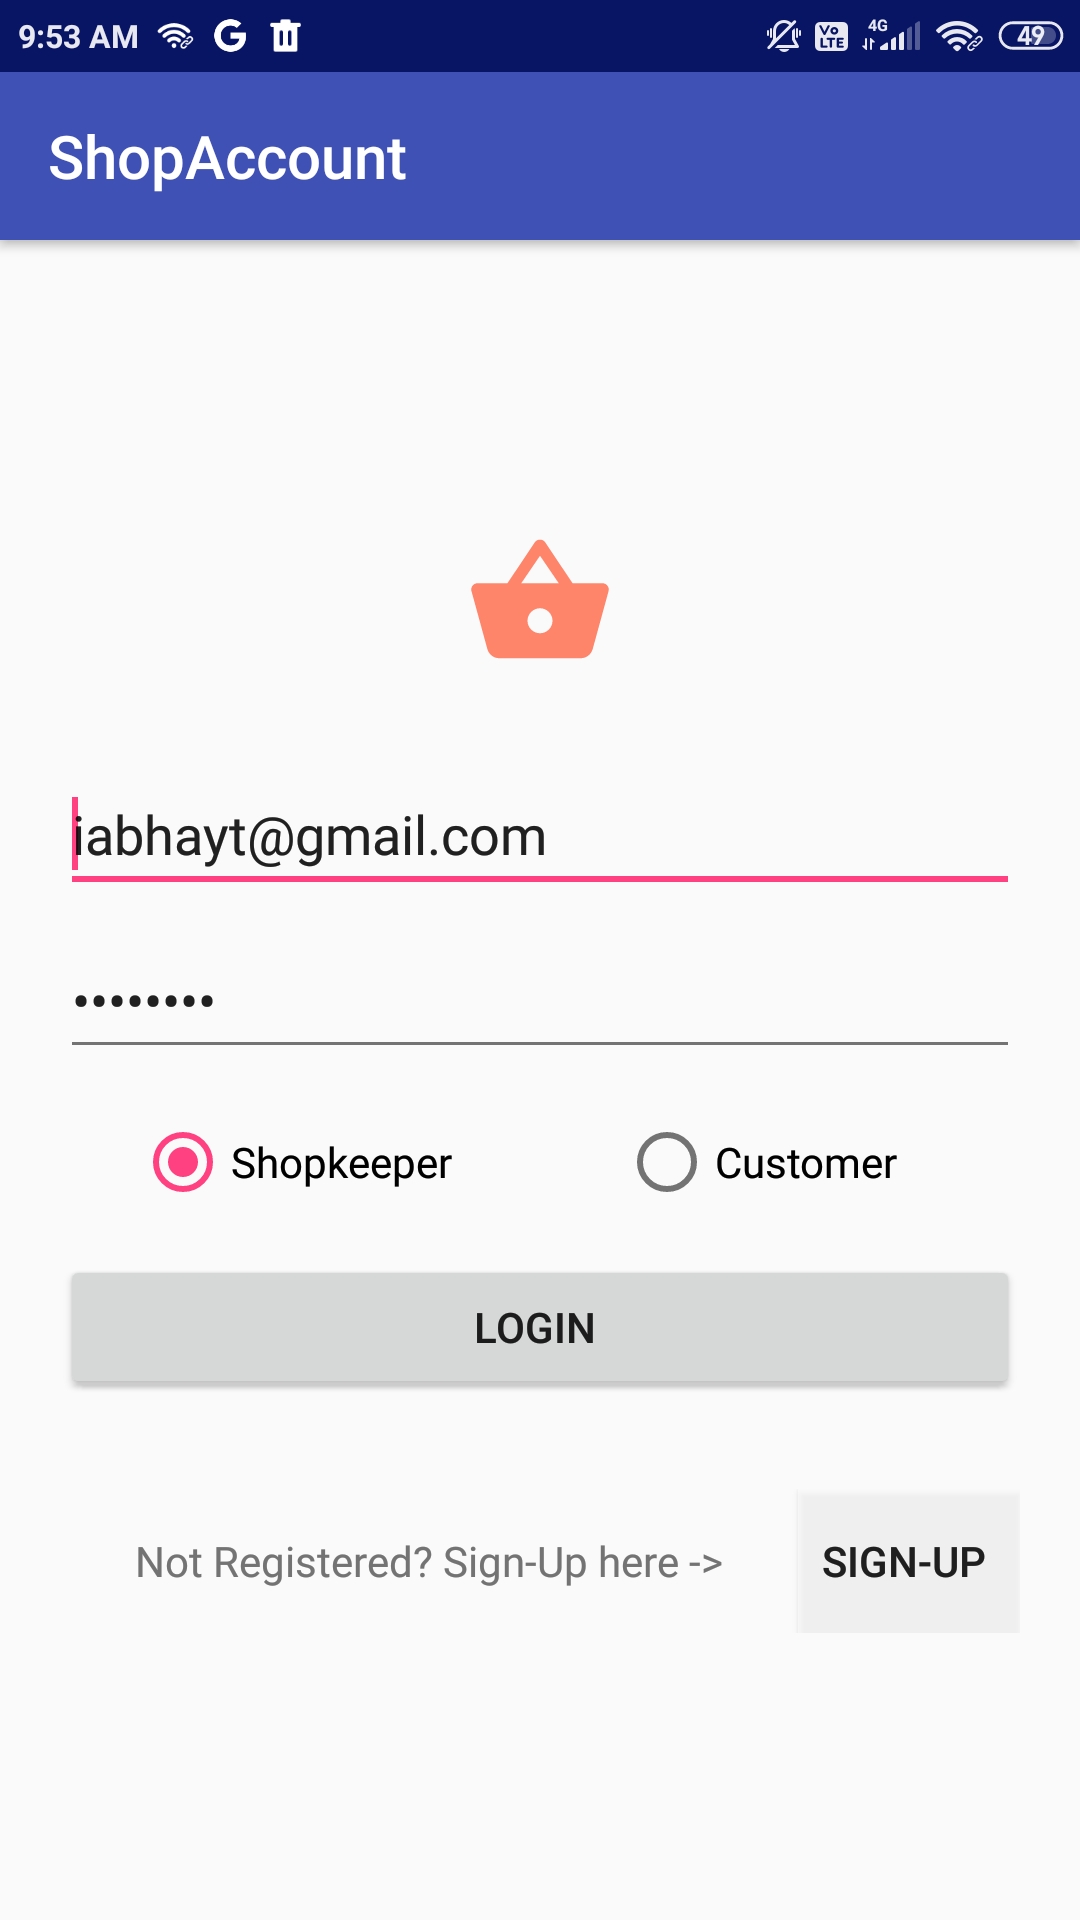 9:53 AM G Vo LTE 4G 49
ShopAccount
iabhayt@gmail.com
••••••••
Shopkeeper Customer
LOGIN
Not Registered? Sign-Up here -> SIGN-UP